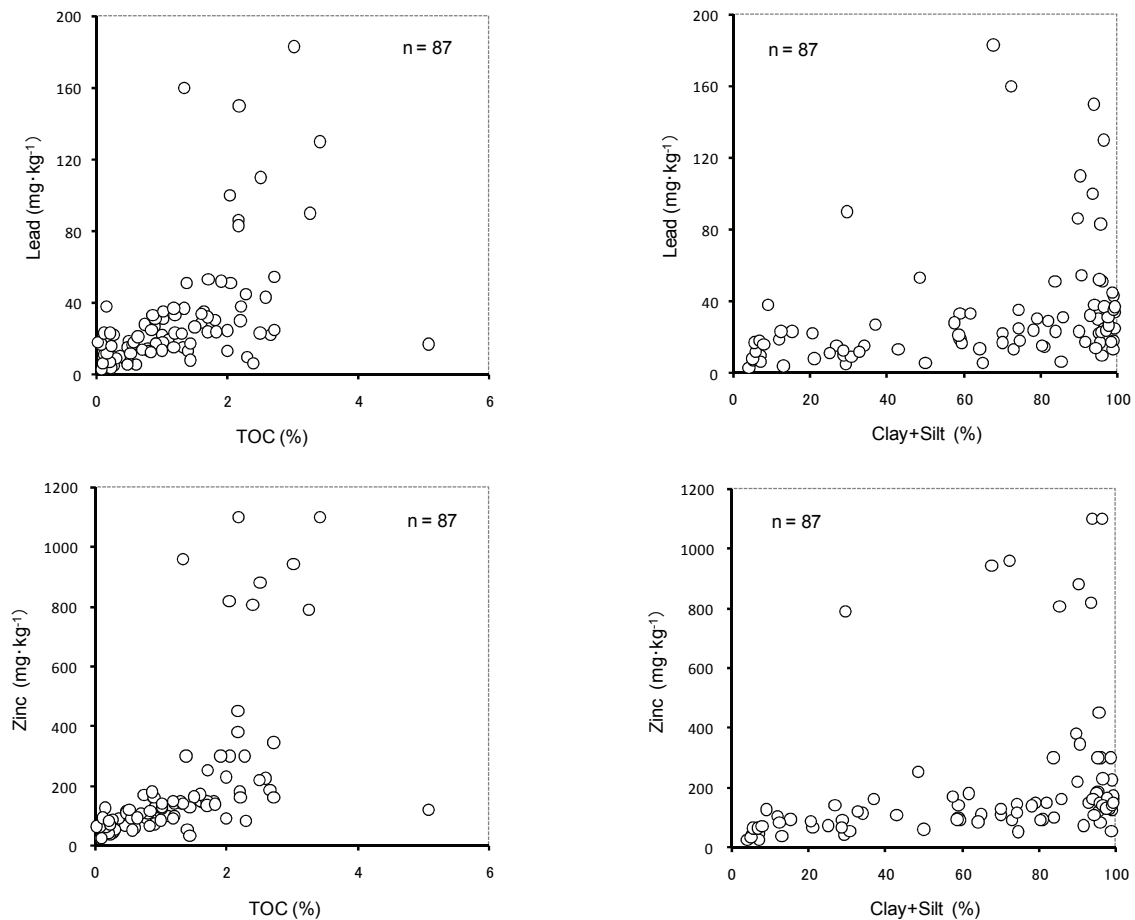 200
160
120
80
40
0
Lead (mg·kg⁻¹)
n = 87
0 2 4 6
TOC (%)
200
160
120
80
40
0
Lead (mg·kg⁻¹)
n = 87
0 20 40 60 80 100
Clay+Silt (%)
1200
1000
800
600
400
200
0
Zinc (mg·kg⁻¹)
n = 87
0 2 4 6
TOC (%)
1200
1000
800
600
400
200
0
Zinc (mg·kg⁻¹)
n = 87
0 20 40 60 80 100
Clay+Silt (%)